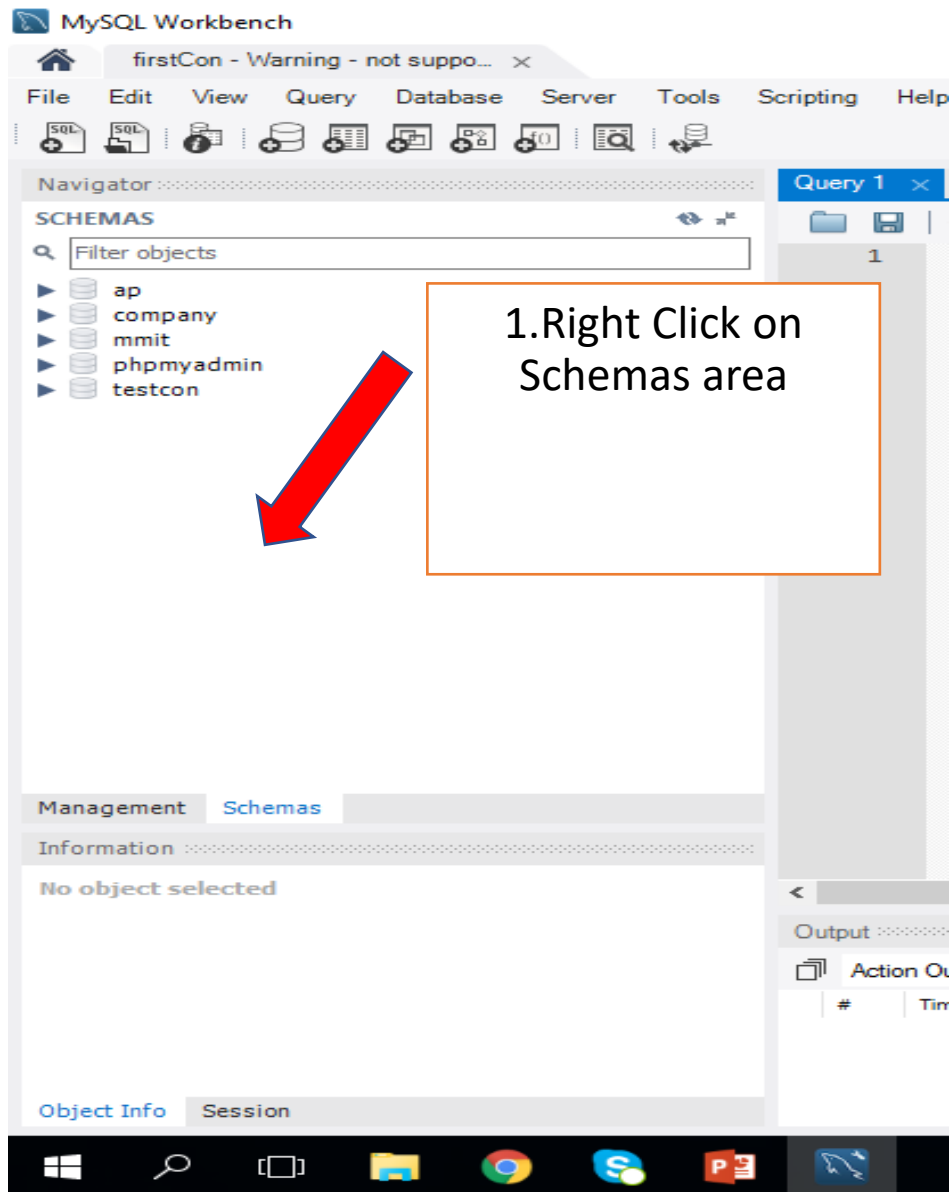 MySQL Workbench
firstCon - Warning - not suppo...
File Edit View Query Database Server Tools Scripting Help
Navigator
Query 1
SCHEMAS
Filter objects
1
ap
company
mmit
phpmyadmin
testcon
1.Right Click on
Schemas area
Management Schemas
Information
No object selected
Output
Action Ou
# Tim
Object Info Session